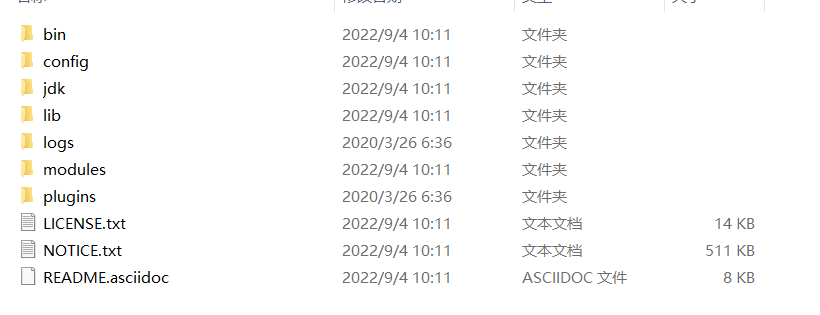 bin 2022/9/4 10:11 文件夹
config 2022/9/4 10:11 文件夹
jdk 2022/9/4 10:11 文件夹
lib 2022/9/4 10:11 文件夹
logs 2020/3/26 6:36 文件夹
modules 2022/9/4 10:11 文件夹
plugins 2020/3/26 6:36 文件夹
LICENSE.txt 2022/9/4 10:11 文本文档 14 KB
NOTICE.txt 2022/9/4 10:11 文本文档 511 KB
README.asciidoc 2022/9/4 10:11 ASCIIDOC 文件 8 KB